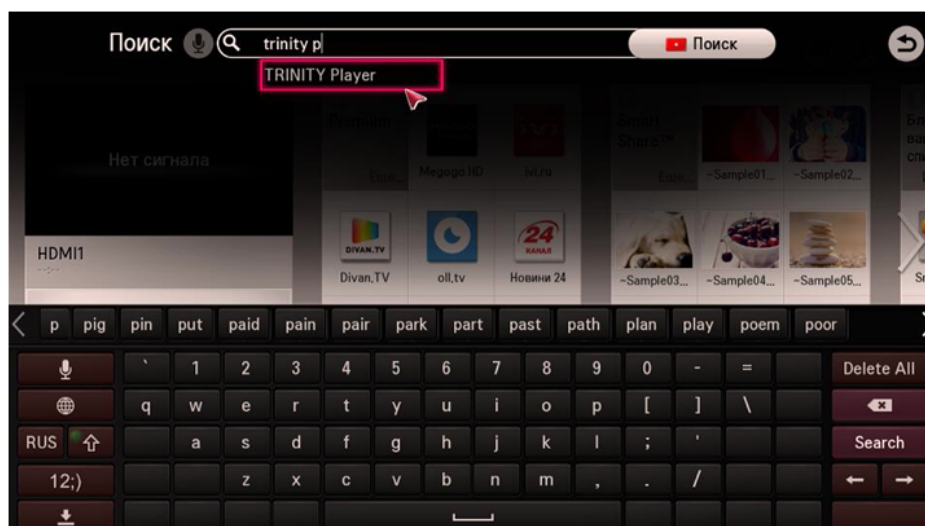 Поиск trinity p Поиск
TRINITY Player
Нет сигнала
HDMI1
--:--
Premium
Еще...
Megogo HD
ivi.ru
DIVAN.TV
Divan.TV
oll.tv
24
КАНАЛ
Новини 24
Smart
Share™
Еще...
~Sample01...
~Sample02...
~Sample03...
~Sample04...
~Sample05...
p pig pin put paid pain pair park part past path plan play poem poor
` 1 2 3 4 5 6 7 8 9 0 - = Delete All
q w e r t y u i o p [ ] \
RUS a s d f g h j k l ; ' Search
12;) z x c v b n m , . /